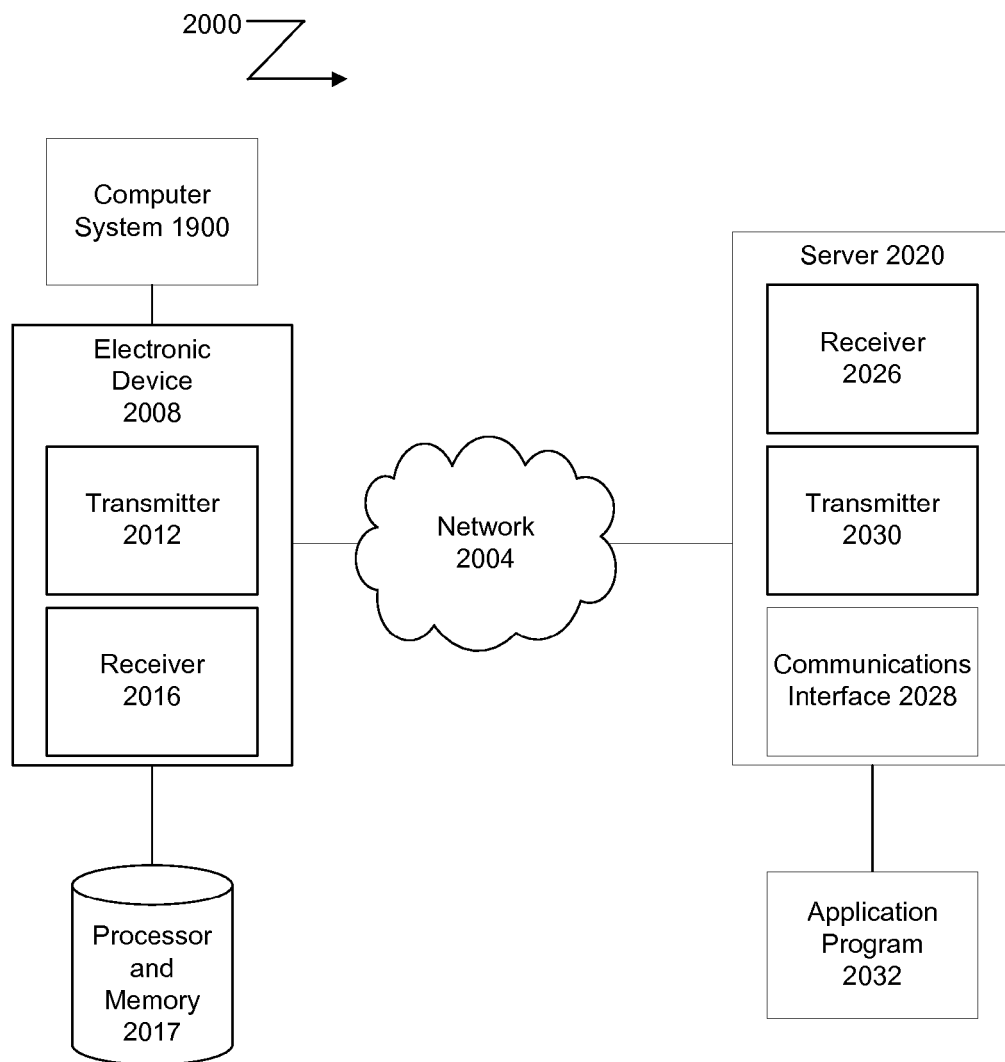 2000
Computer
System 1900
Electronic
Device
2008
Transmitter
2012
Receiver
2016
Processor
and
Memory
2017
Network
2004
Server 2020
Receiver
2026
Transmitter
2030
Communications
Interface 2028
Application
Program
2032